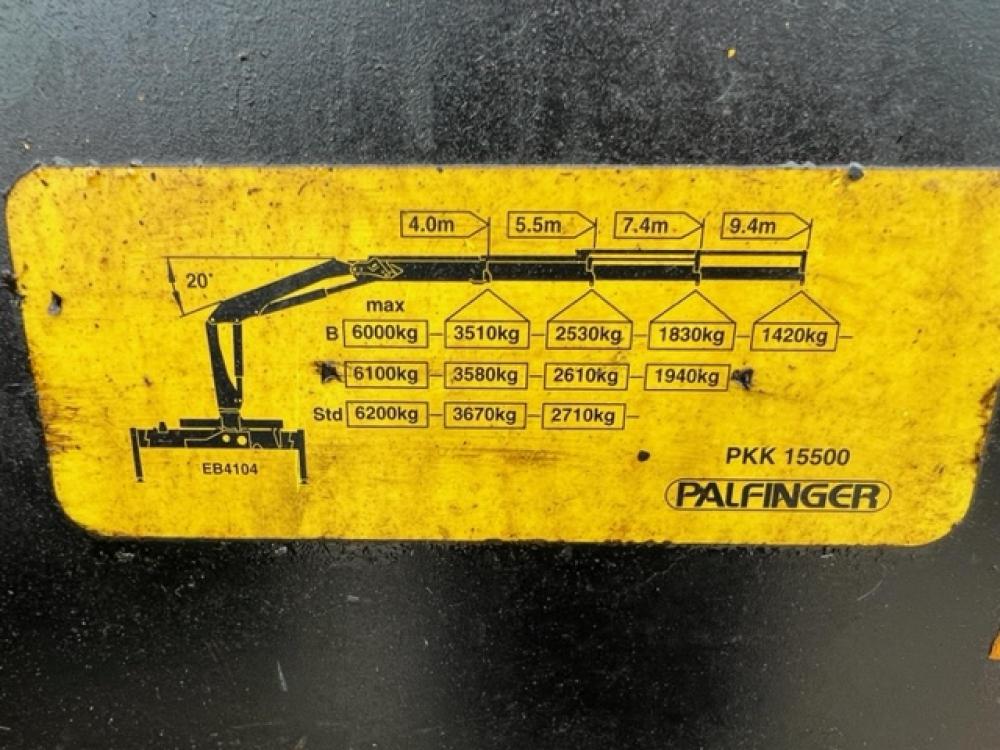 4.0m 5.5m 7.4m 9.4m
20°
max
B 6000kg 3510kg 2530kg 1830kg 1420kg
6100kg 3580kg 2610kg 1940kg
Std 6200kg 3670kg 2710kg
EB4104
PKK 15500
PALFINGER